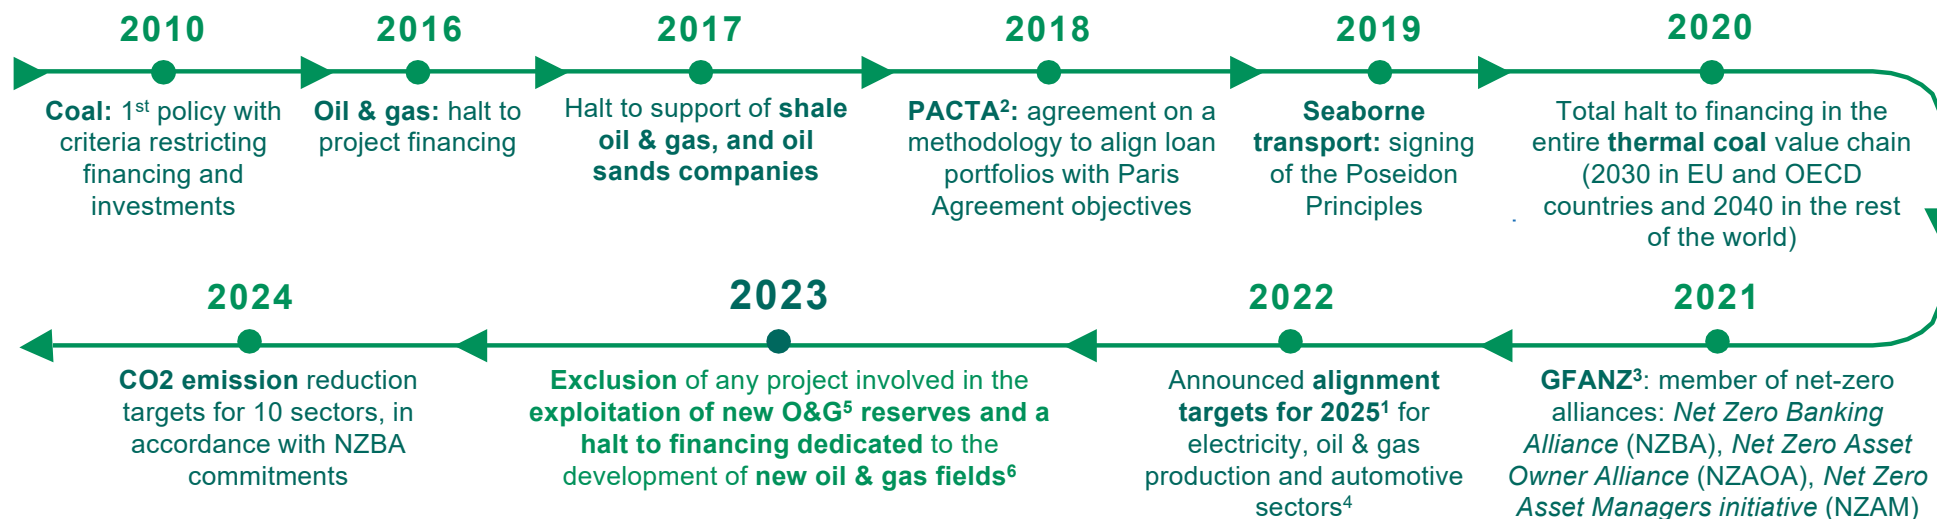 2010
Coal: 1st policy with
criteria restricting
financing and
investments
2016
Oil & gas: halt to
project financing
2017
Halt to support of shale
oil & gas, and oil
sands companies
2018
PACTA²: agreement on a
methodology to align loan
portfolios with Paris
Agreement objectives
2019
Seaborne
transport: signing
of the Poseidon
Principles
2020
Total halt to financing in the
entire thermal coal value chain
(2030 in EU and OECD
countries and 2040 in the rest
of the world)
2021
GFANZ³: member of net-zero
alliances: Net Zero Banking
Alliance (NZBA), Net Zero Asset
Owner Alliance (NZAOA), Net Zero
Asset Managers initiative (NZAM)
2022
Announced alignment
targets for 2025¹ for
electricity, oil & gas
production and automotive
sectors⁴
2023
Exclusion of any project involved in the
exploitation of new O&G⁵ reserves and a
halt to financing dedicated to the
development of new oil & gas fields⁶
2024
CO2 emission reduction
targets for 10 sectors, in
accordance with NZBA
commitments